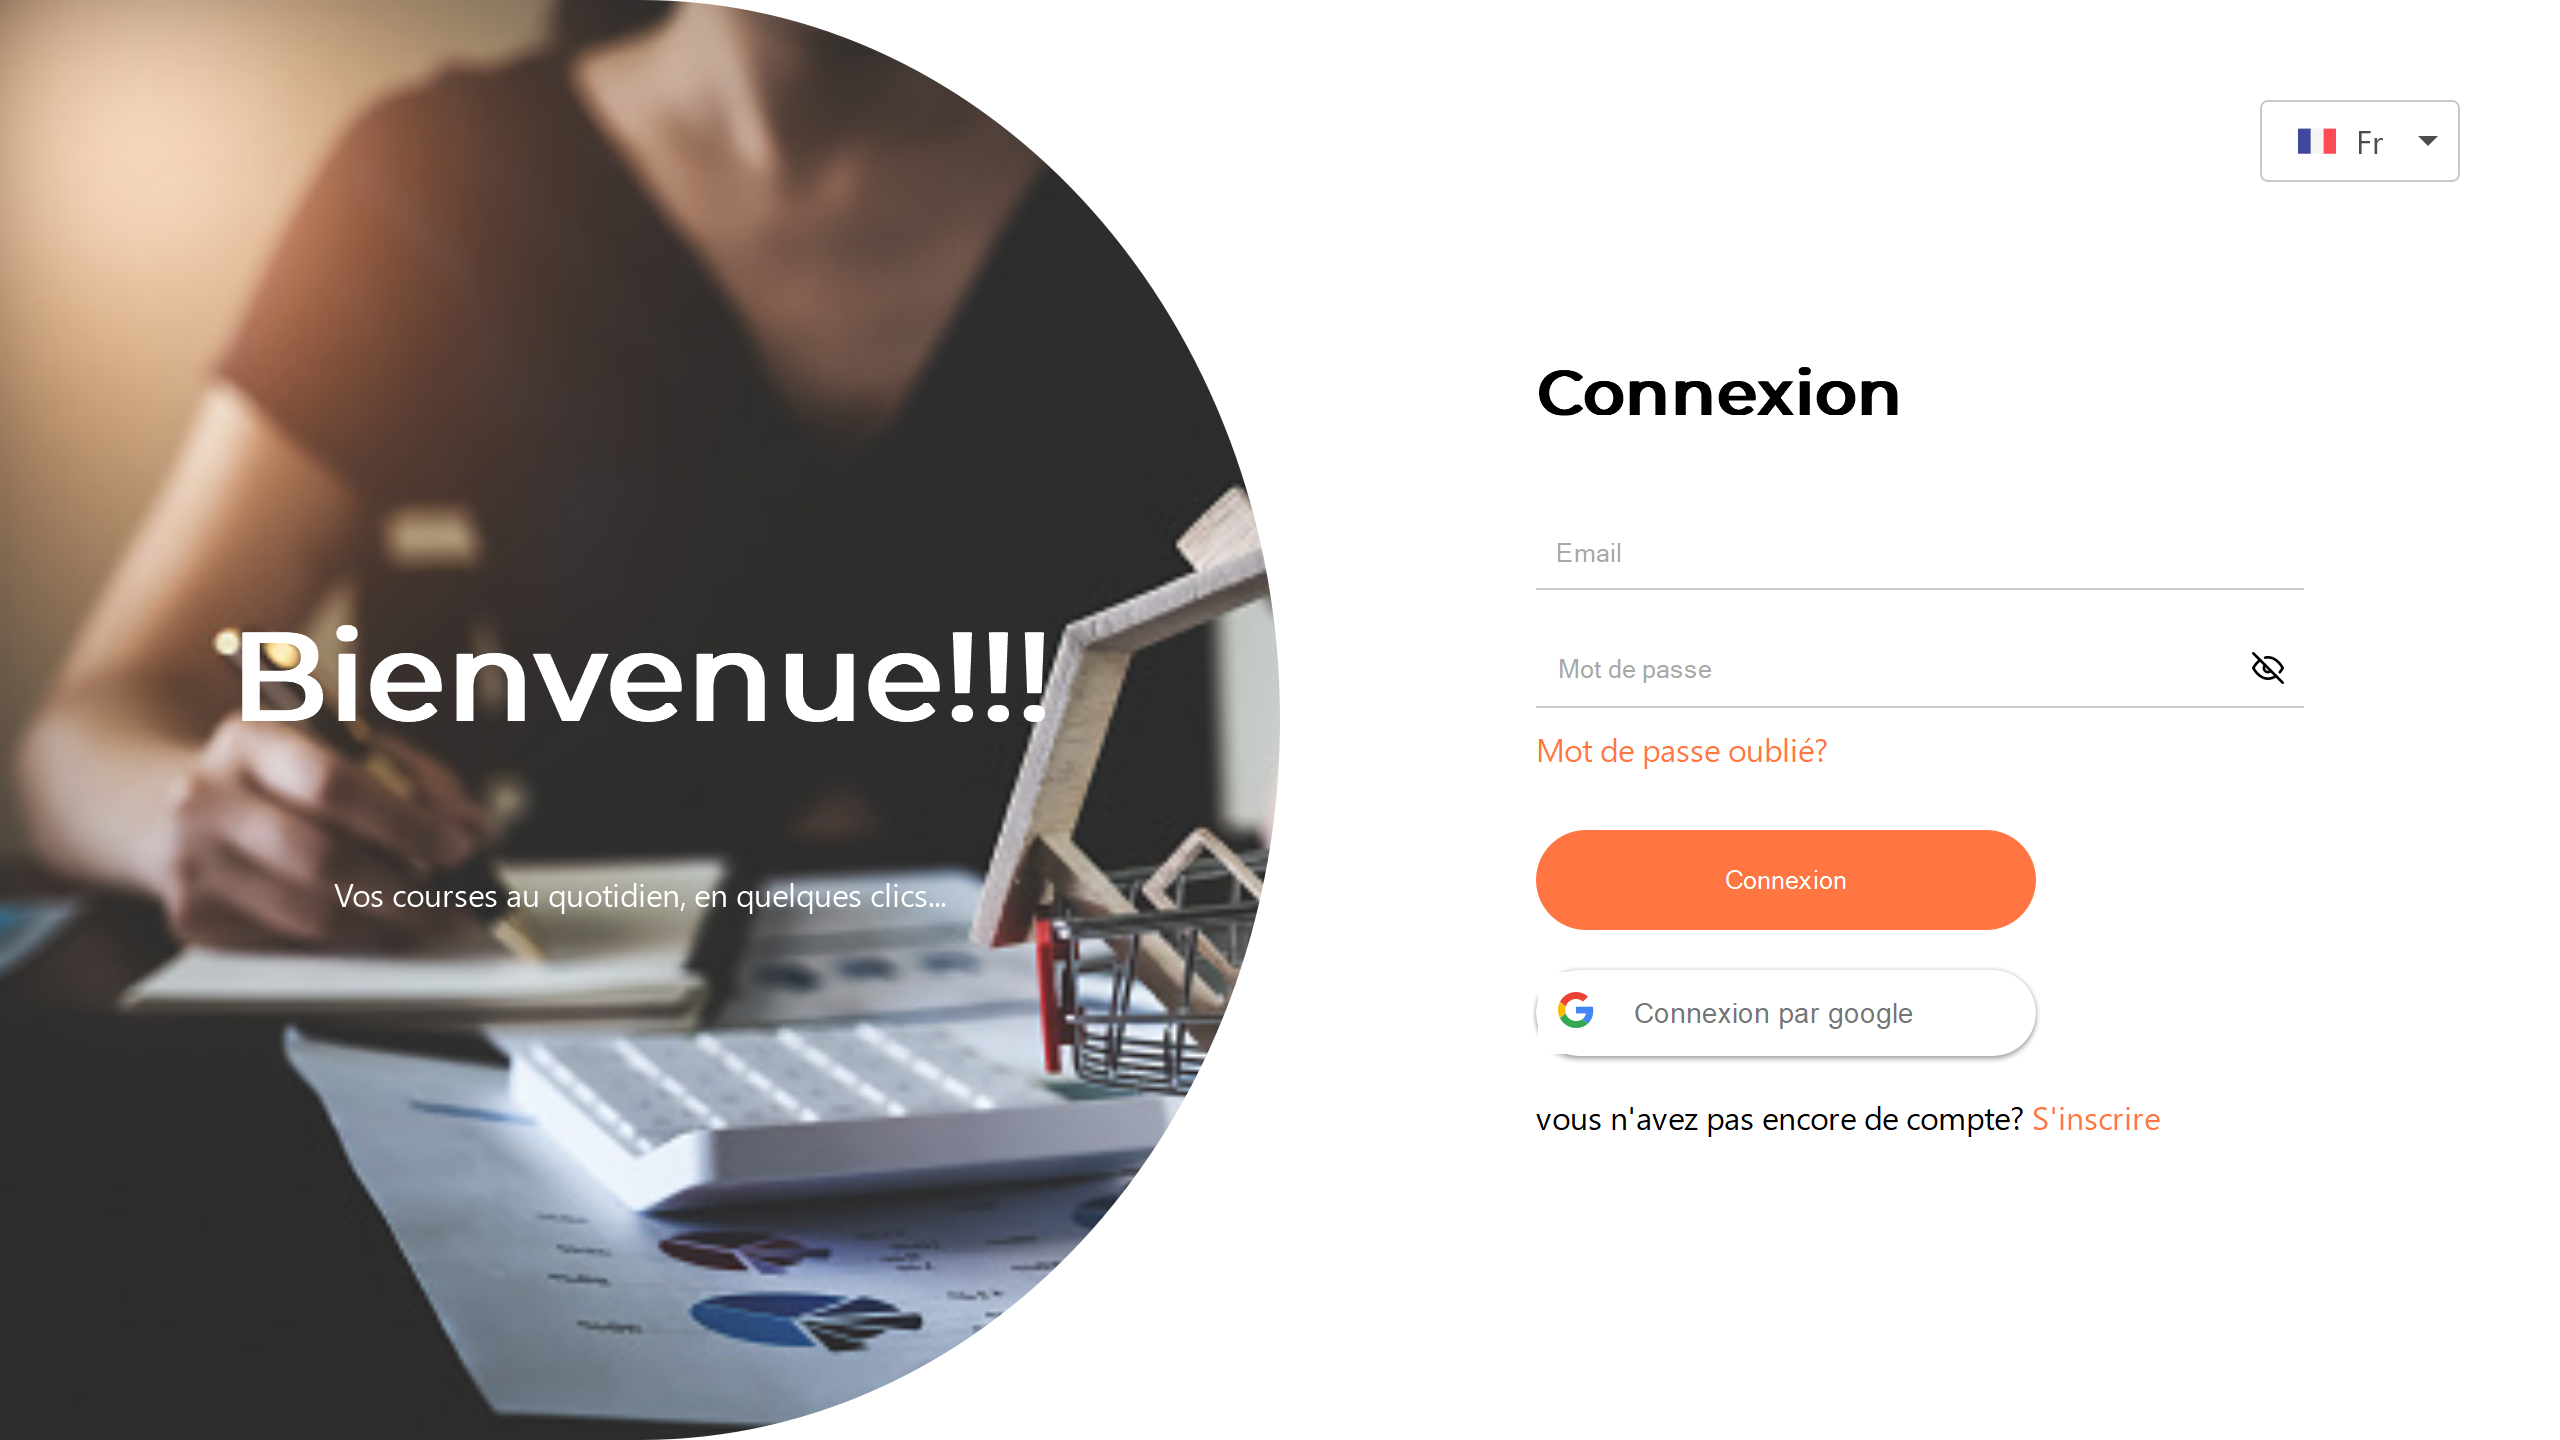 Fr
Bienvenue!!!
Vos courses au quotidien, en quelques clics...
Connexion
Email
Mot de passe
Mot de passe oublié?
Connexion
Connexion par google
vous n'avez pas encore de compte? S'inscrire